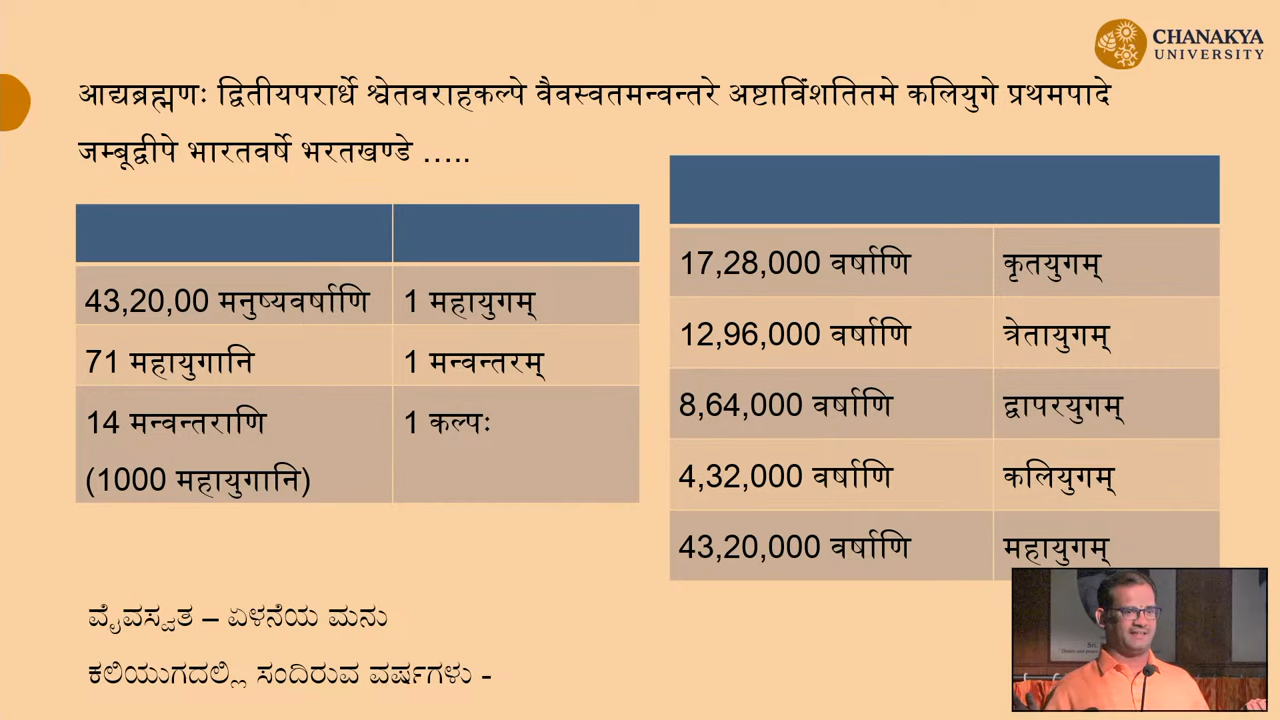 CHANAKYA
UNIVERSITY
आद्यब्रह्मणः द्वितीयपरार्धे श्वेतवराहकल्पे वैवस्वतमन्वन्तरे अष्टाविंशतितमे कलियुगे प्रथमपादे
जम्बूद्वीपे भारतवर्षे भरतखण्डे …..
43,20,00 मनुष्यवर्षाणि 1 महायुगम्
71 महायुगानि 1 मन्वन्तरम्
14 मन्वन्तराणि 1 कल्पः
(1000 महायुगानि)
17,28,000 वर्षाणि कृतयुगम्
12,96,000 वर्षाणि त्रेतायुगम्
8,64,000 वर्षाणि द्वापरयुगम्
4,32,000 वर्षाणि कलियुगम्
43,20,000 वर्षाणि महायुगम्
ವೈವಸ್ವತ – ಏಳನೆಯ ಮನು
ಕಲಿಯುಗದಲ್ಲಿ ಸಂದಿರುವ ವರ್ಷಗಳು -